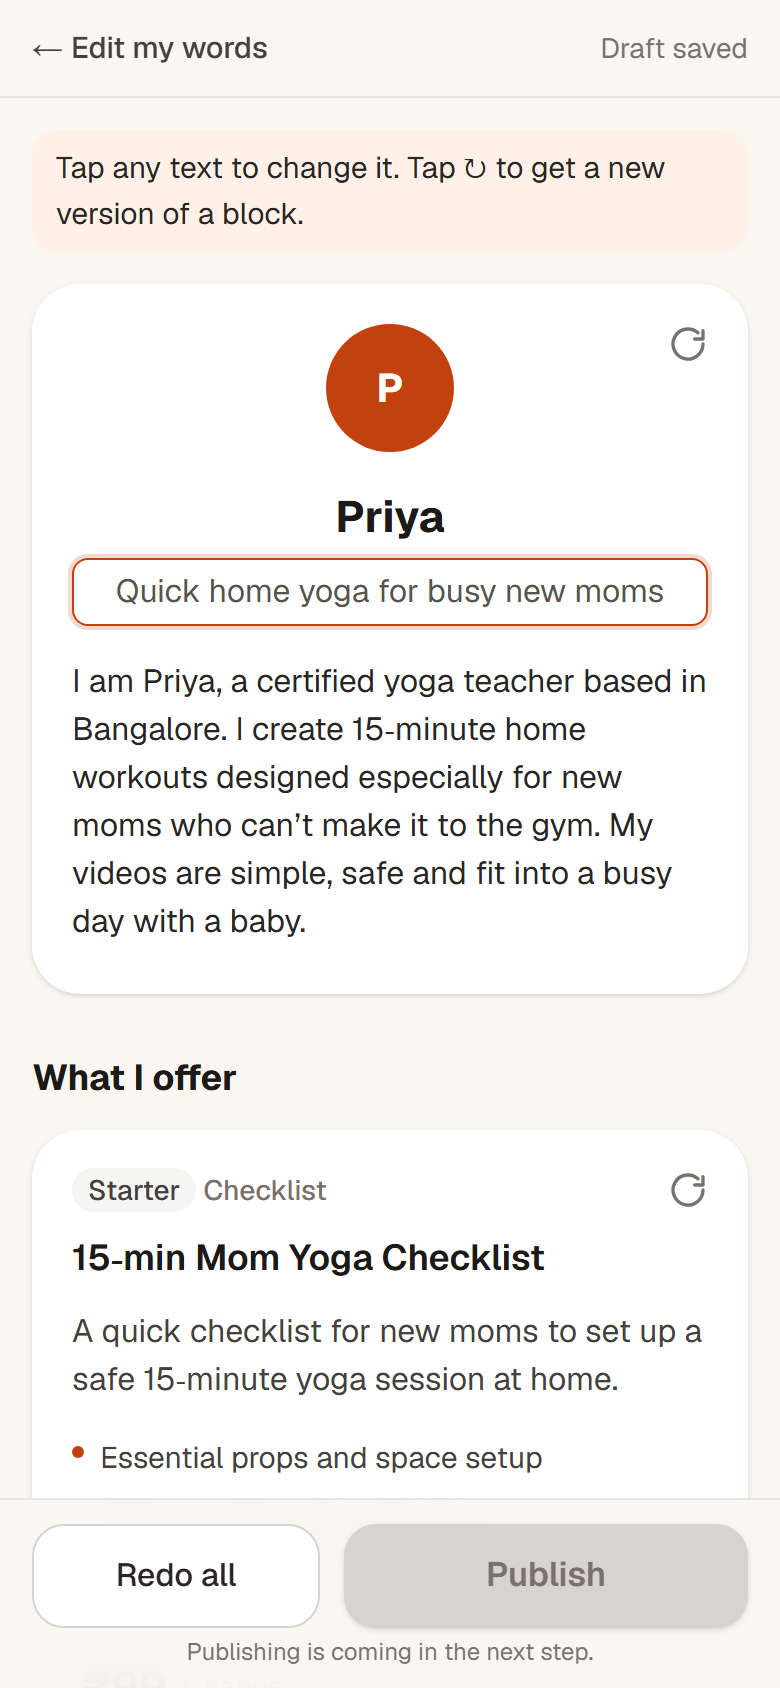 ← Edit my words
Draft saved
Tap any text to change it. Tap ↻ to get a new
version of a block.
P
Priya
Quick home yoga for busy new moms
I am Priya, a certified yoga teacher based in
Bangalore. I create 15-minute home
workouts designed especially for new
moms who can’t make it to the gym. My
videos are simple, safe and fit into a busy
day with a baby.
What I offer
Starter Checklist
15-min Mom Yoga Checklist
A quick checklist for new moms to set up a
safe 15-minute yoga session at home.
Essential props and space setup
Redo all
Publish
Publishing is coming in the next step.